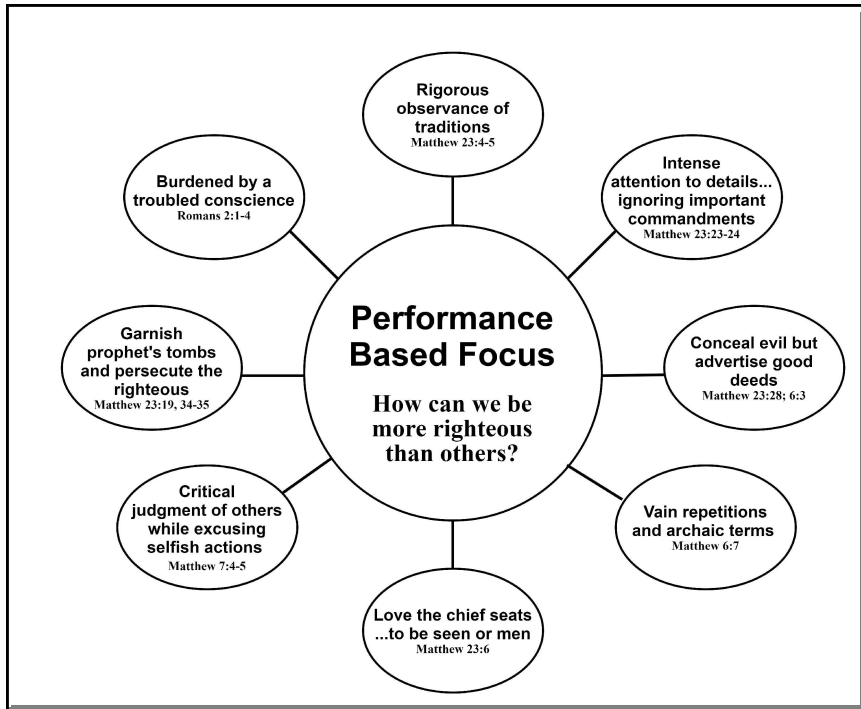 Performance
Based Focus
How can we be
more righteous
than others?
Rigorous
observance of
traditions
Matthew 23:4-5
Intense
attention to details...
ignoring important
commandments
Matthew 23:23-24
Conceal evil but
advertise good
deeds
Matthew 23:28; 6:3
Vain repetitions
and archaic terms
Matthew 6:7
Love the chief seats
...to be seen or men
Matthew 23:6
Critical
judgment of others
while excusing
selfish actions
Matthew 7:4-5
Garnish
prophet's tombs
and persecute the
righteous
Matthew 23:19, 34-35
Burdened by a
troubled conscience
Romans 2:1-4